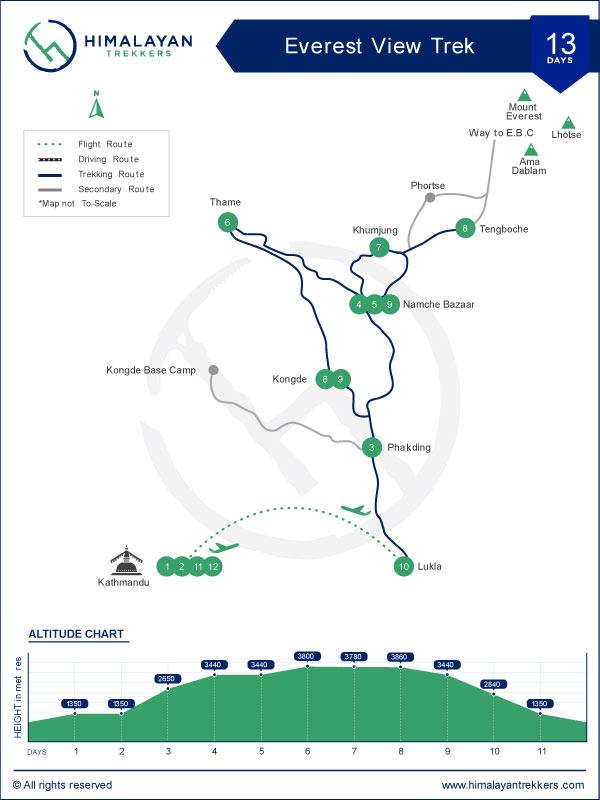 HIMALAYAN
TREKKERS
Everest View Trek
13
DAYS
N
Mount
Everest
Way to E.B.C
Lhotse
Ama
Dablam
Flight Route
Driving Route
Trekking Route
Secondary Route
*Map not To-Scale
Phortse
Thame
6
Khumjung
7
8
Tengboche
4 5 9 Namche Bazaar
Kongde Base Camp
Kongde 8 9
3 Phakding
Kathmandu
1 2 11 12
10 Lukla
ALTITUDE CHART
HEIGHT in met res
1350 1350 2650 3440 3440 3800 3780 3860 3440 2840 1350
DAYS 1 2 3 4 5 6 7 8 9 10 11
© All rights reserved
www.himalayantrekkers.com